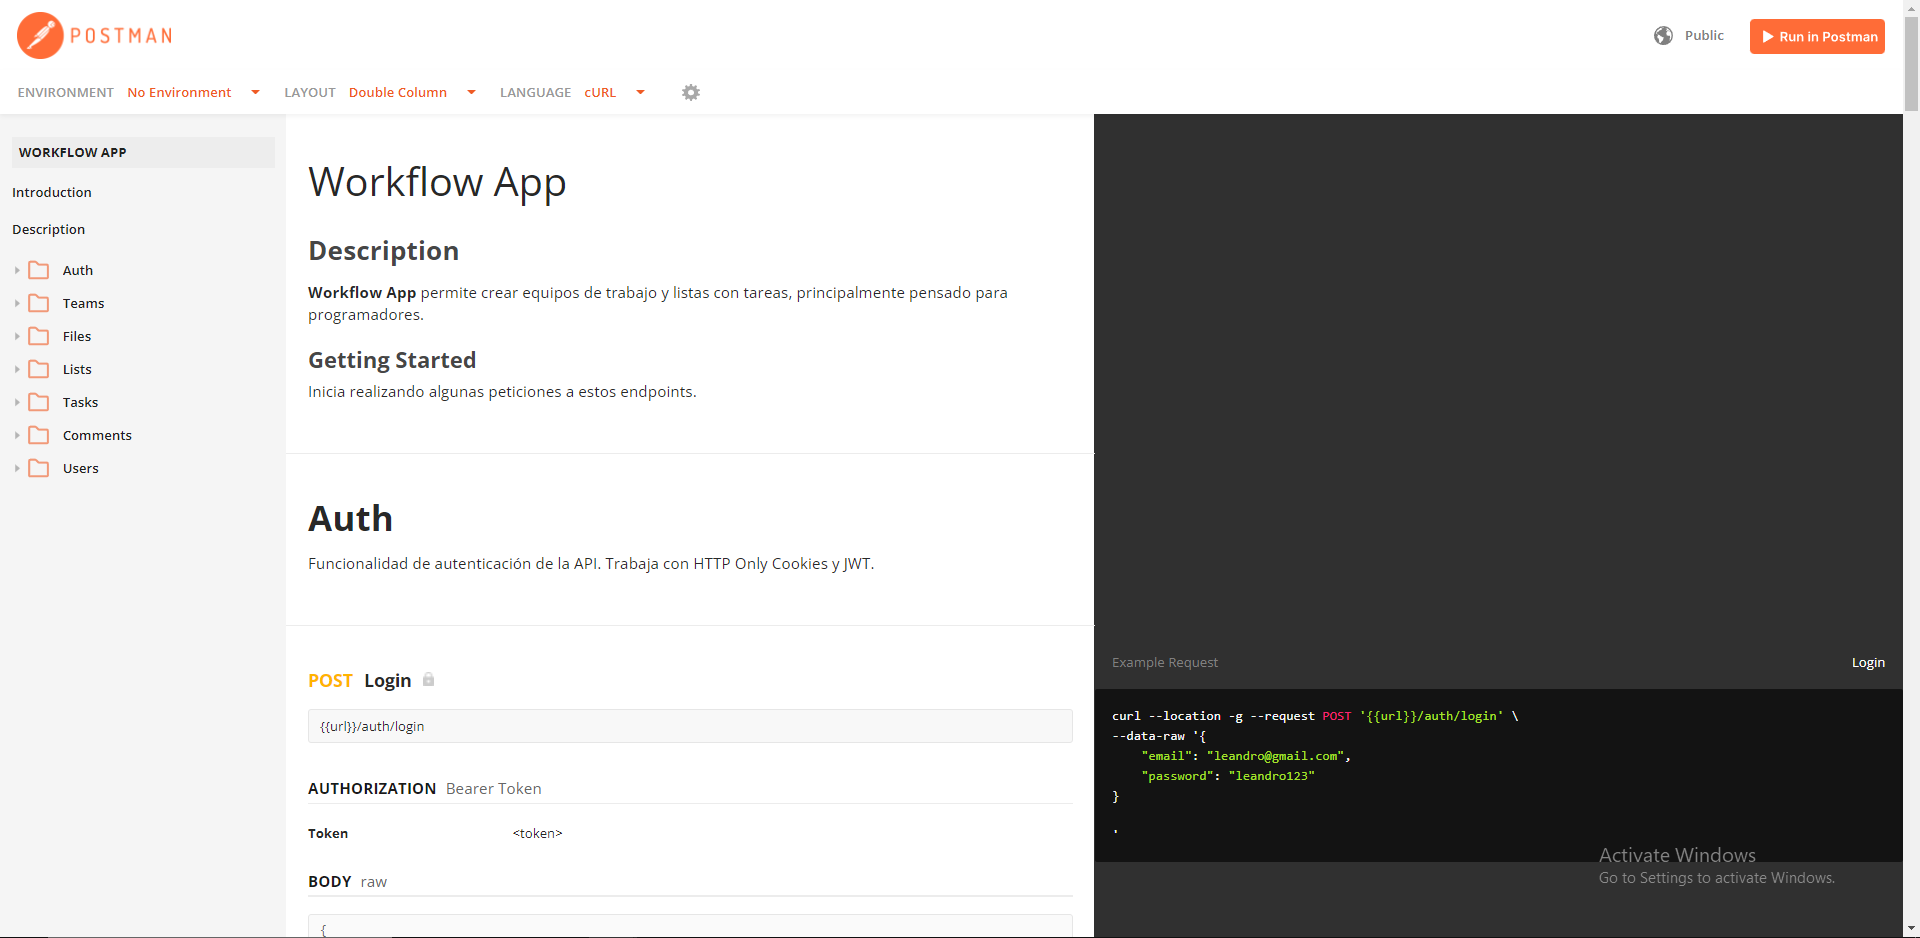 POSTMAN
Public
Run in Postman
ENVIRONMENT No Environment LAYOUT Double Column LANGUAGE cURL
WORKFLOW APP
Introduction
Description
Auth
Teams
Files
Lists
Tasks
Comments
Users
Workflow App
Description
Workflow App permite crear equipos de trabajo y listas con tareas, principalmente pensado para
programadores.
Getting Started
Inicia realizando algunas peticiones a estos endpoints.
Auth
Funcionalidad de autenticación de la API. Trabaja con HTTP Only Cookies y JWT.
POST Login
{{url}}/auth/login
AUTHORIZATION Bearer Token
Token <token>
BODY raw
{
Example Request Login
curl --location -g --request POST '{{url}}/auth/login' \
--data-raw '{
    "email": "leandro@gmail.com",
    "password": "leandro123"
}
'
Activate Windows
Go to Settings to activate Windows.